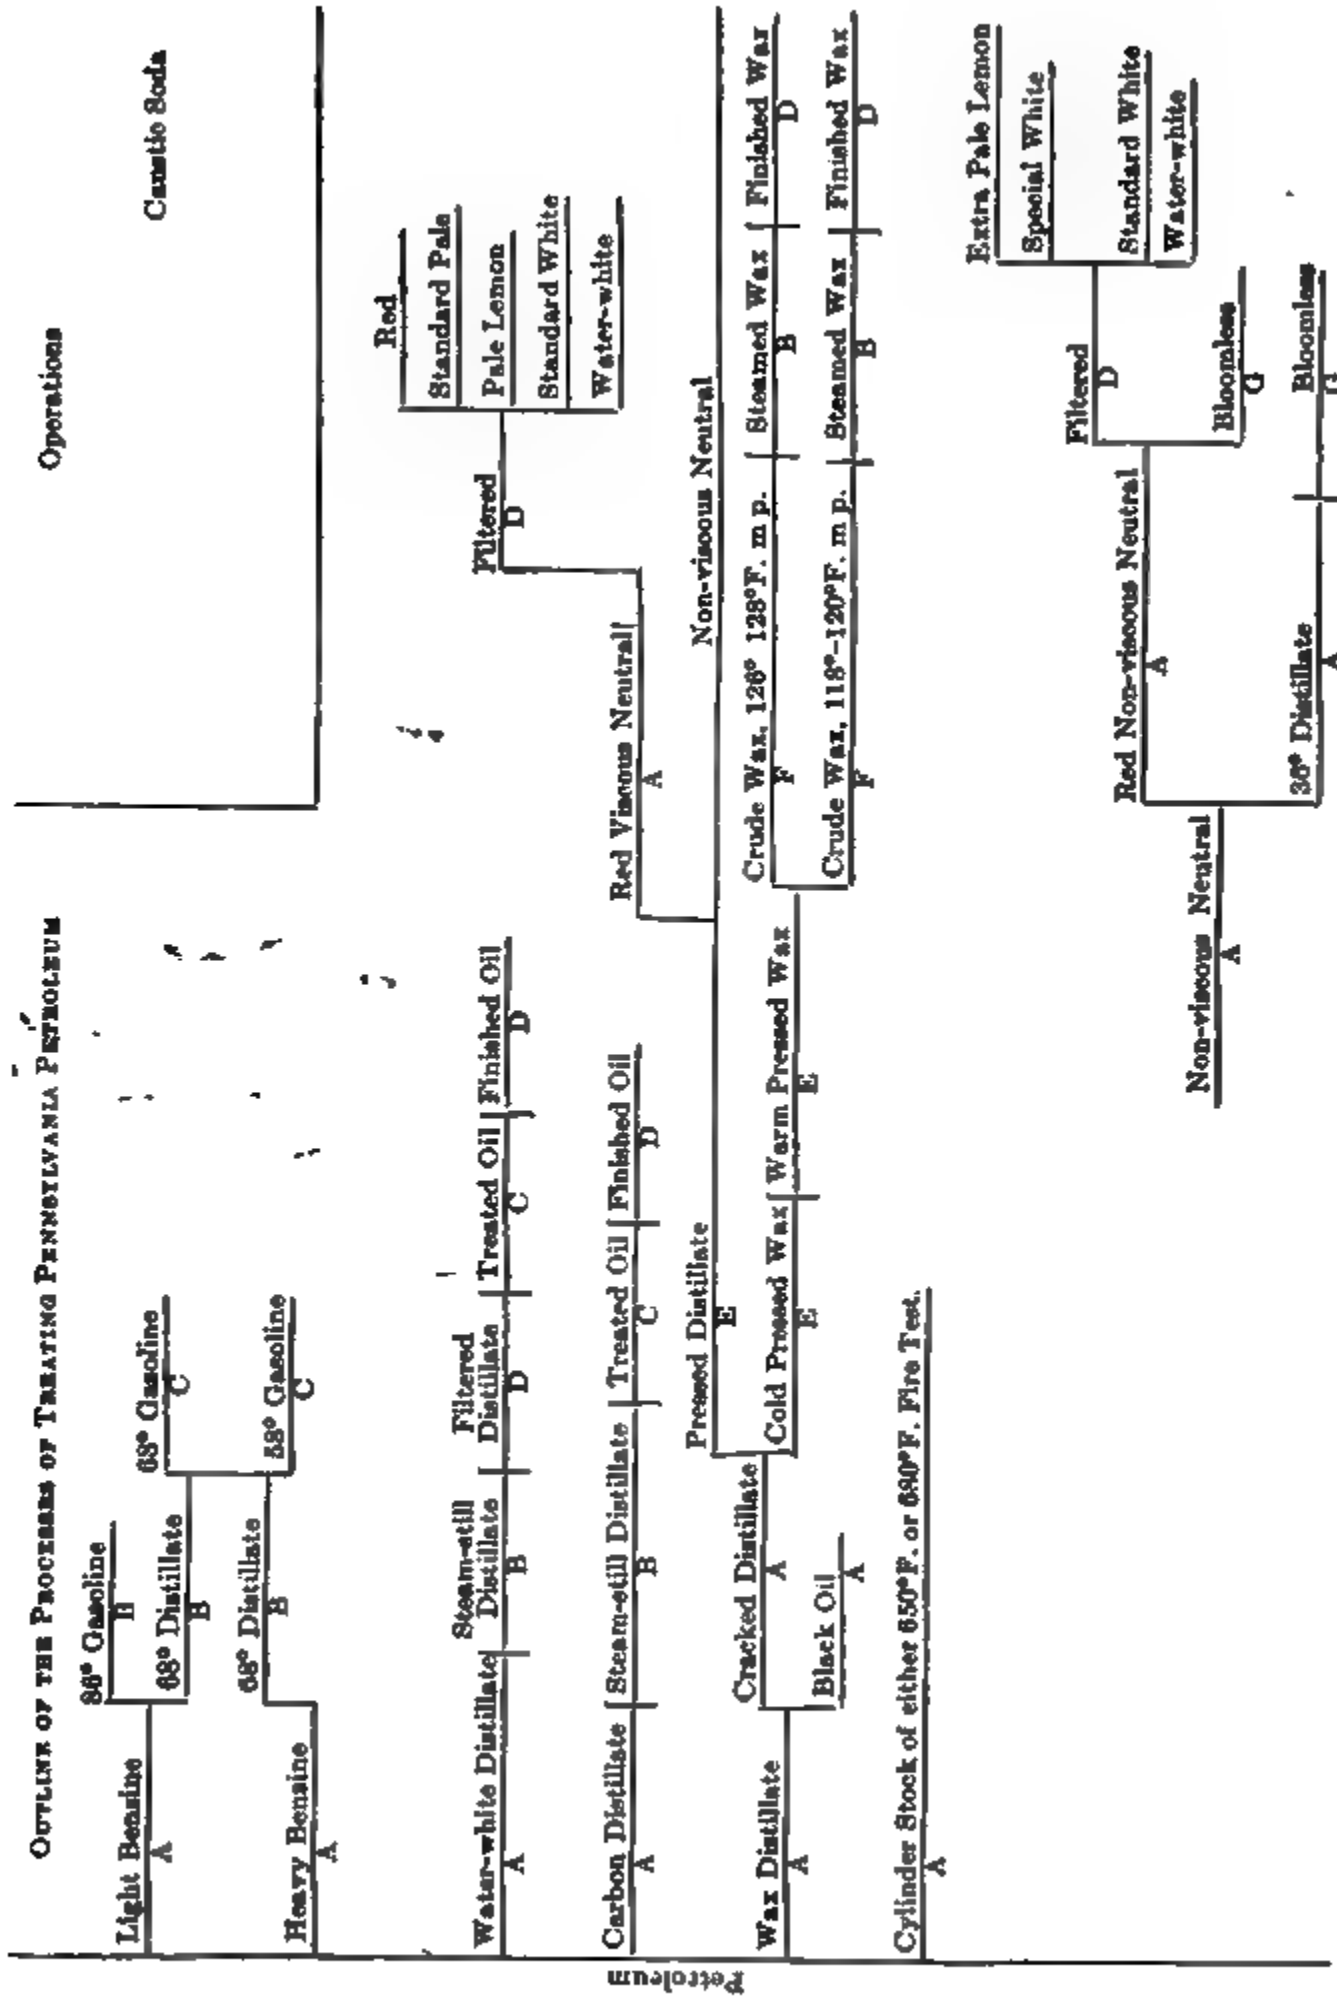 OUTLINE OF THE PROCESSES OF TREATING PENNSYLVANIA PETROLEUM
Operations
Caustic Soda
Petroleum
Light Benzine
A
86° Gasoline
B
68° Distillate
B
68° Gasoline
C
Heavy Benzine
A
58° Distillate
B
58° Gasoline
C
Water-white Distillate
A
Steam-still
Distillate
B
Filtered
Distillate
D
Treated Oil
C
Finished Oil
D
Carbon Distillate
A
Steam-still Distillate
B
Treated Oil
C
Finished Oil
D
Wax Distillate
A
Cracked Distillate
A
Black Oil
A
Pressed Distillate
E
Cold Pressed Wax
E
Warm Pressed Wax
E
Red Viscous Neutral
A
Filtered
D
Red
Standard Pale
Pale Lemon
Standard White
Water-white
Non-viscous Neutral
Crude Wax, 126° 128°F. m p.
F
Steamed Wax
B
Finished Wax
D
Crude Wax, 118°-120°F. m p.
F
Steamed Wax
B
Finished Wax
D
Cylinder Stock of either 650°F. or 680°F. Fire Test.
A
Non-viscous Neutral
A
Red Non-viscous Neutral
A
Filtered
D
Extra Pale Lemon
Special White
Standard White
Water-white
Bloomless
G
36° Distillate
A
Bloomless
G